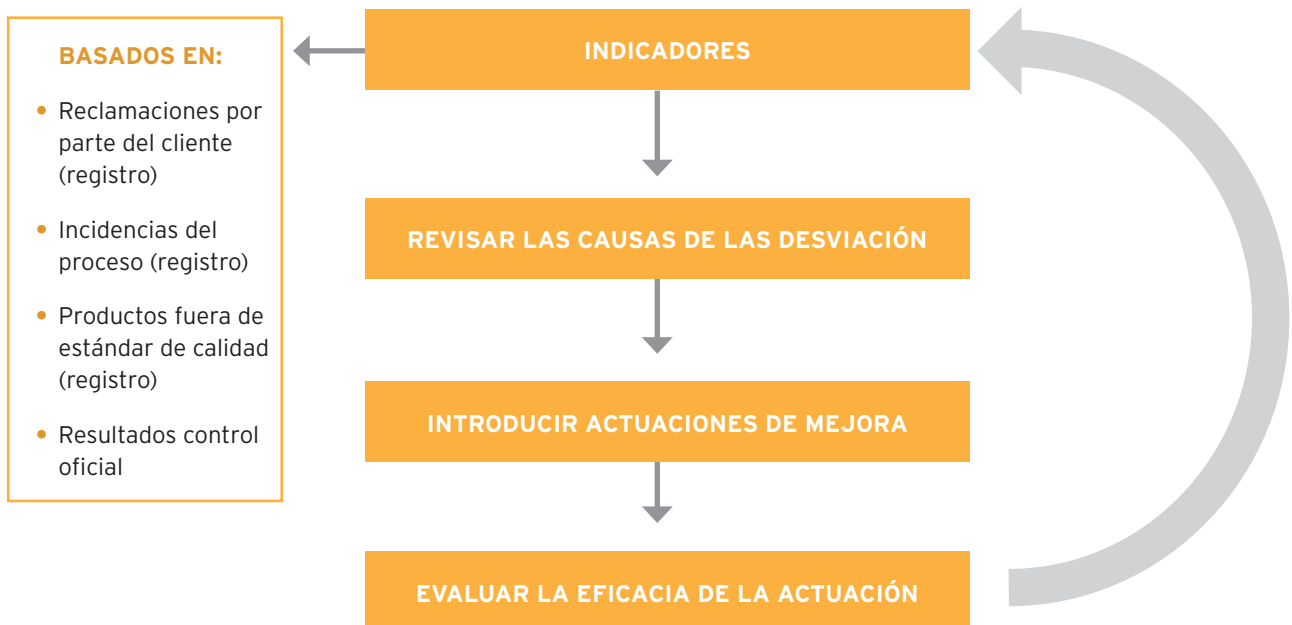 BASADOS EN:
• Reclamaciones por
parte del cliente
(registro)
• Incidencias del
proceso (registro)
• Productos fuera de
estándar de calidad
(registro)
• Resultados control
oficial
INDICADORES
REVISAR LAS CAUSAS DE LAS DESVIACIÓN
INTRODUCIR ACTUACIONES DE MEJORA
EVALUAR LA EFICACIA DE LA ACTUACIÓN